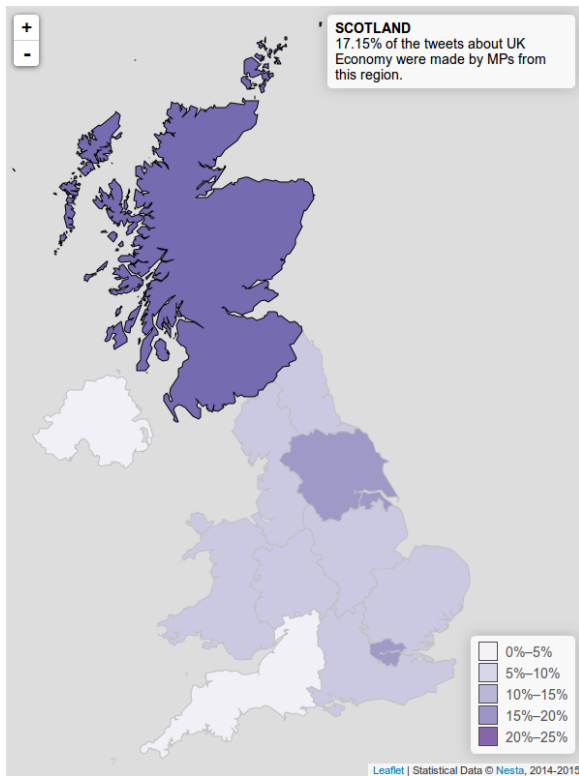 +
-
SCOTLAND
17.15% of the tweets about UK
Economy were made by MPs from
this region.
0%–5%
5%–10%
10%–15%
15%–20%
20%–25%
Leaflet | Statistical Data © Nesta, 2014-2015